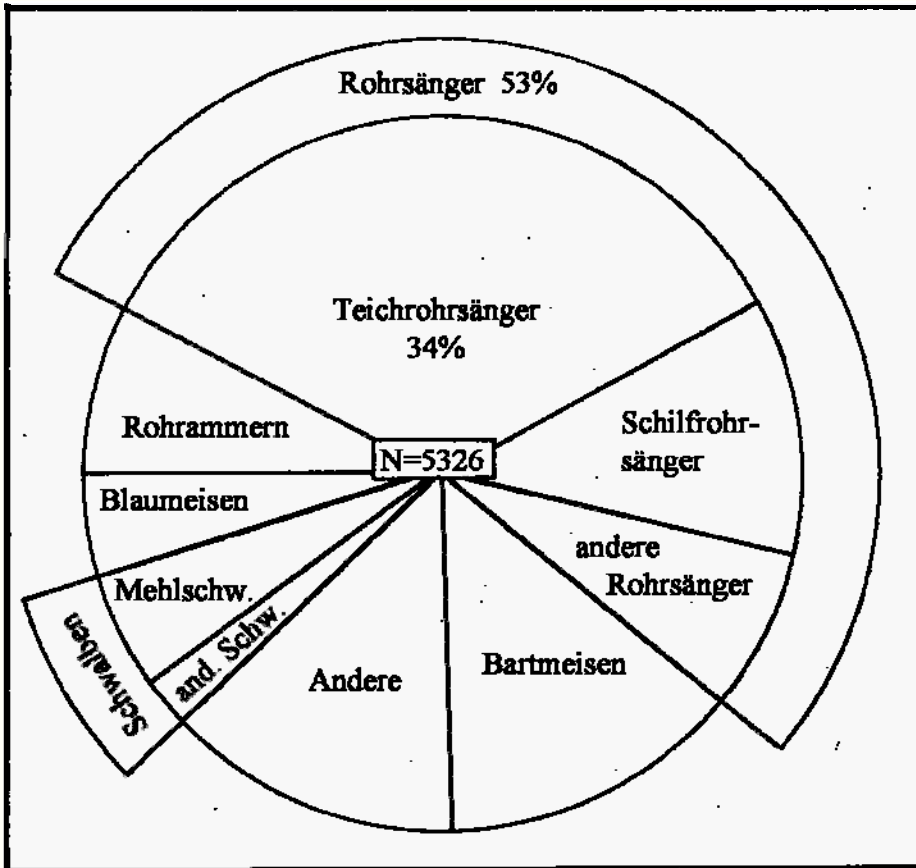 Rohrsänger 53%
Teichrohrsänger
34%
Schilfrohr-
sänger
Rohrammern
N=5326
Blaumeisen
andere
Rohrsänger
Mehlschw.
and. Schw.
Schwalben
Andere
Bartmeisen